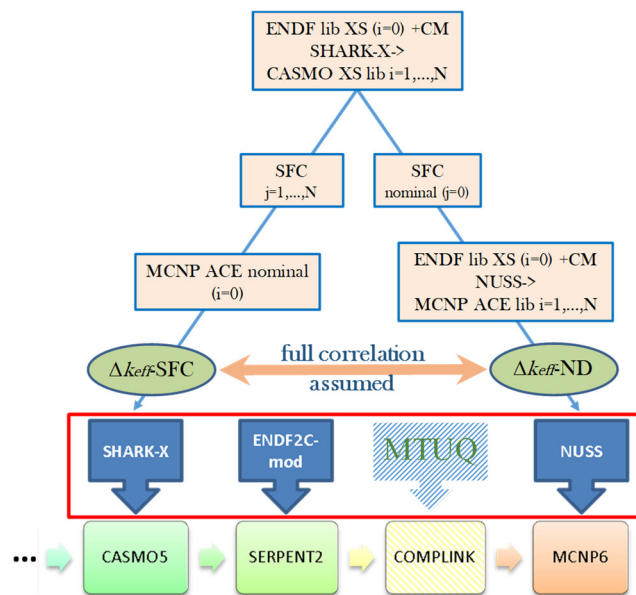 ENDF lib XS (i=0) +CM
SHARK-X->
CASMO XS lib i=1,...,N
SFC
j=1,...,N
SFC
nominal (j=0)
MCNP ACE nominal
(i=0)
ENDF lib XS (i=0) +CM
NUSS->
MCNP ACE lib i=1,...,N
Δkeff-SFC
full correlation
assumed
Δkeff-ND
SHARK-X
ENDF2C-
mod
MTUQ
NUSS
...
CASMO5
SERPENT2
COMPLINK
MCNP6